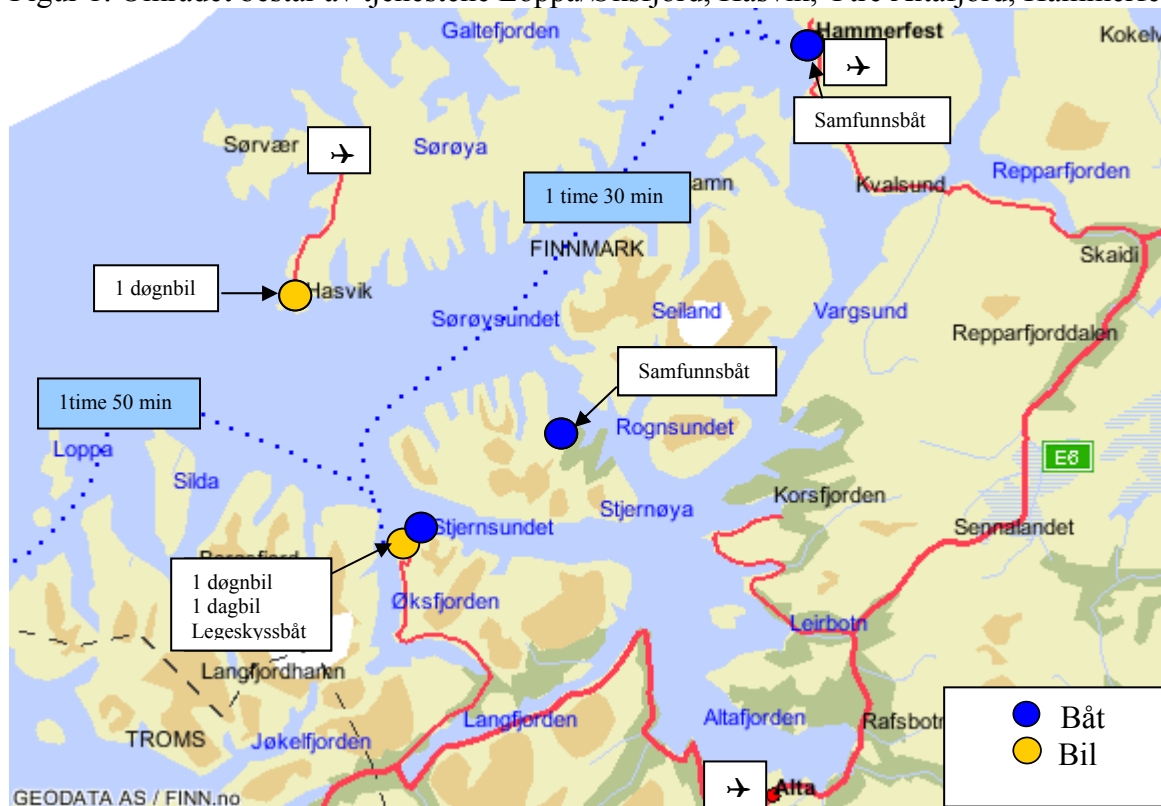 Galtefjorden
Hammerfest
Kokelv
Samfunnsbåt
Sørvær
Sørøya
Repparfjorden
1 time 30 min
Kvalsund
FINNMARK
Skaidi
1 døgnbil
Hasvik
Sørøysundet
Seiland
Vargsund
Repparfjorddalen
Samfunnsbåt
1time 50 min
Loppa
Rognsundet
E6
Silda
Korsfjorden
Stjernøya
Stjernsundet
Sennalandet
1 døgnbil
1 dagbil
Legeskyssbåt
Øksfjorden
Leirbotn
Langfjordhamn
Langfjorden
Altafjorden
Rafsbotn
Båt
TROMS
Jøkelfjorden
Bil
Alta
GEODATA AS / FINN.no